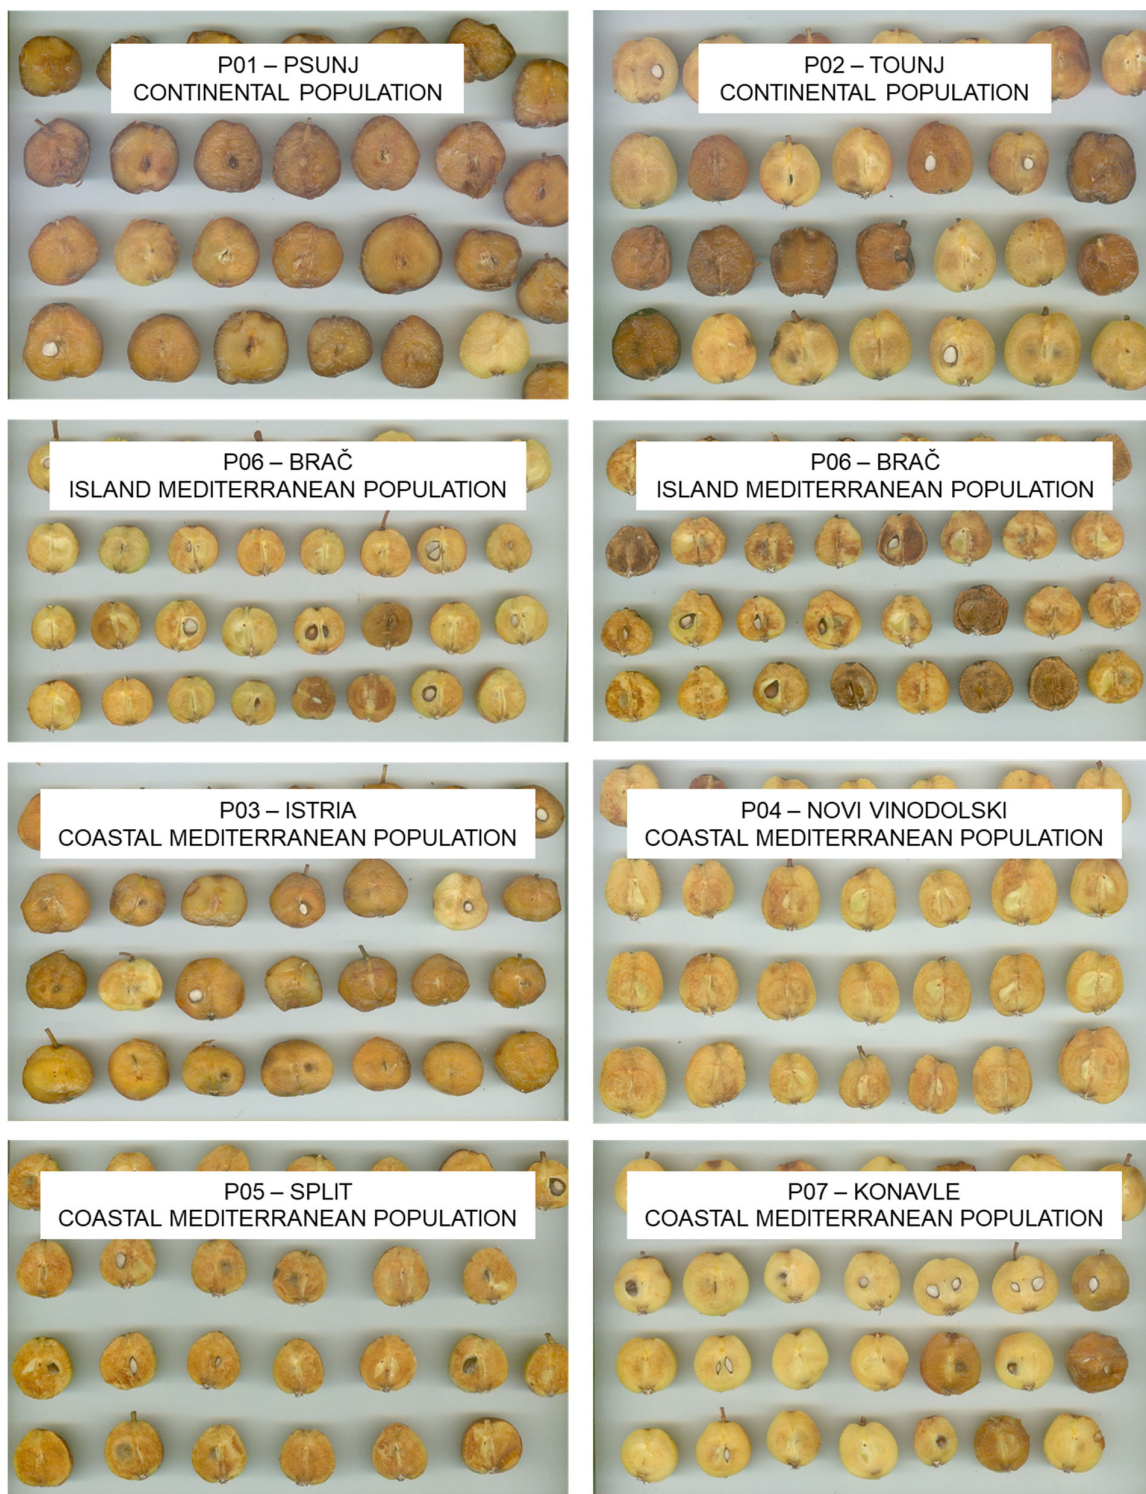 P01 – PSUNJ
CONTINENTAL POPULATION
P02 – TOUNJ
CONTINENTAL POPULATION
P06 – BRAČ
ISLAND MEDITERRANEAN POPULATION
P06 – BRAČ
ISLAND MEDITERRANEAN POPULATION
P03 – ISTRIA
COASTAL MEDITERRANEAN POPULATION
P04 – NOVI VINODOLSKI
COASTAL MEDITERRANEAN POPULATION
P05 – SPLIT
COASTAL MEDITERRANEAN POPULATION
P07 – KONAVLE
COASTAL MEDITERRANEAN POPULATION